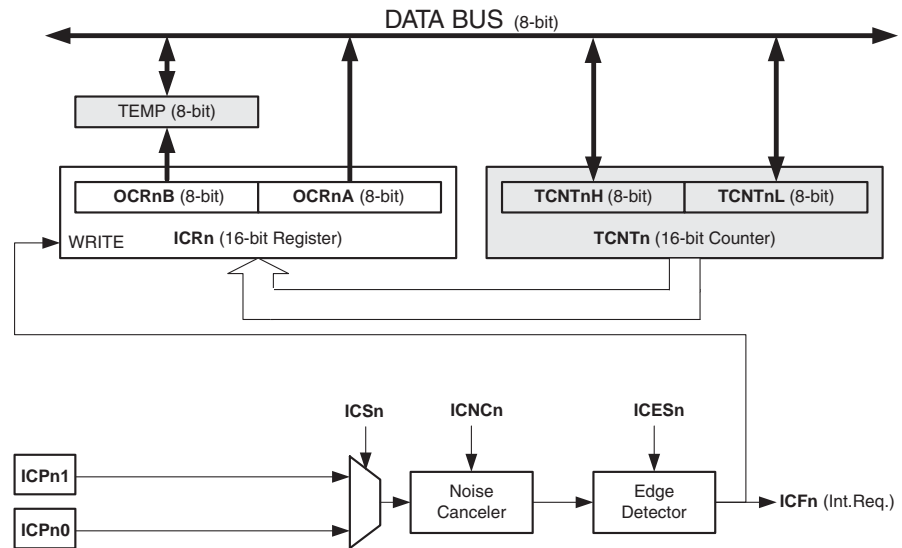 DATA BUS (8-bit)
TEMP (8-bit)
OCRnB (8-bit)
OCRnA (8-bit)
TCNTnH (8-bit)
TCNTnL (8-bit)
WRITE
ICRn (16-bit Register)
TCNTn (16-bit Counter)
ICSn
ICNCn
ICESn
ICPn1
ICPn0
Noise
Canceler
Edge
Detector
ICFn (Int.Req.)